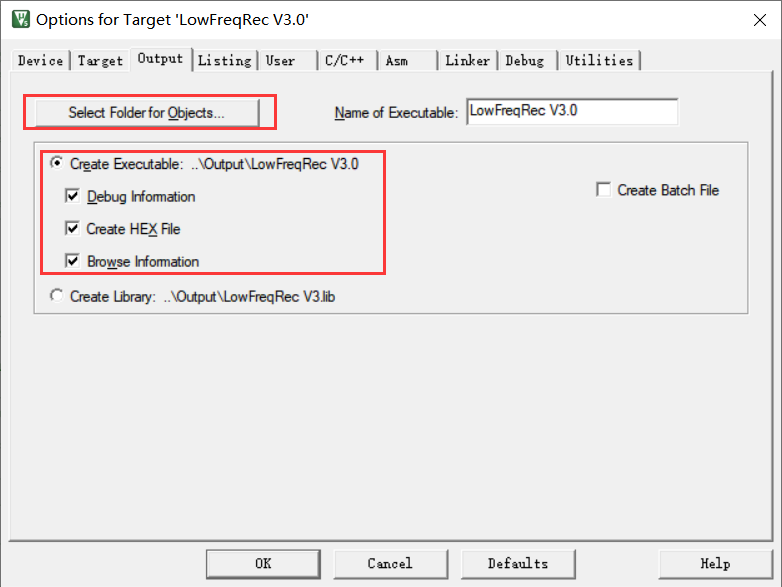 Options for Target 'LowFreqRec V3.0'
Device Target Output Listing User C/C++ Asm Linker Debug Utilities
Select Folder for Objects... Name of Executable: LowFreqRec V3.0
Create Executable: ..\Output\LowFreqRec V3.0
Debug Information Create Batch File
Create HEX File
Browse Information
Create Library: ..\Output\LowFreqRec V3.lib
OK Cancel Defaults Help